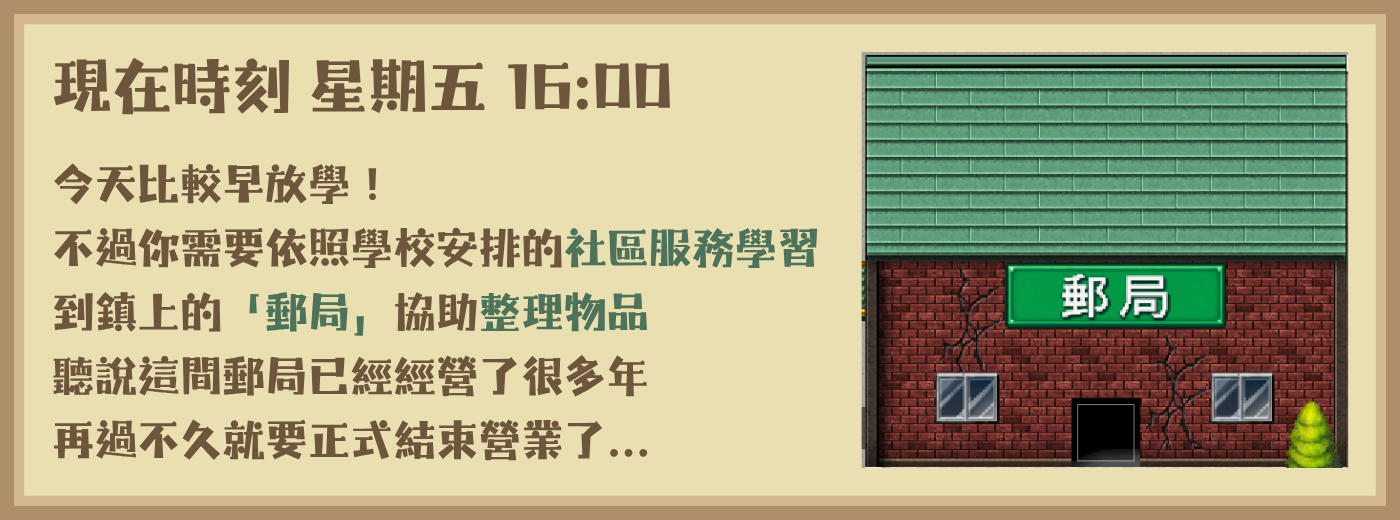 現在時刻 星期五 16:00
今天比較早放學！
不過你需要依照學校安排的社區服務學習
到鎮上的「郵局」協助整理物品
聽說這間郵局已經經營了很多年
再過不久就要正式結束營業了...
郵局